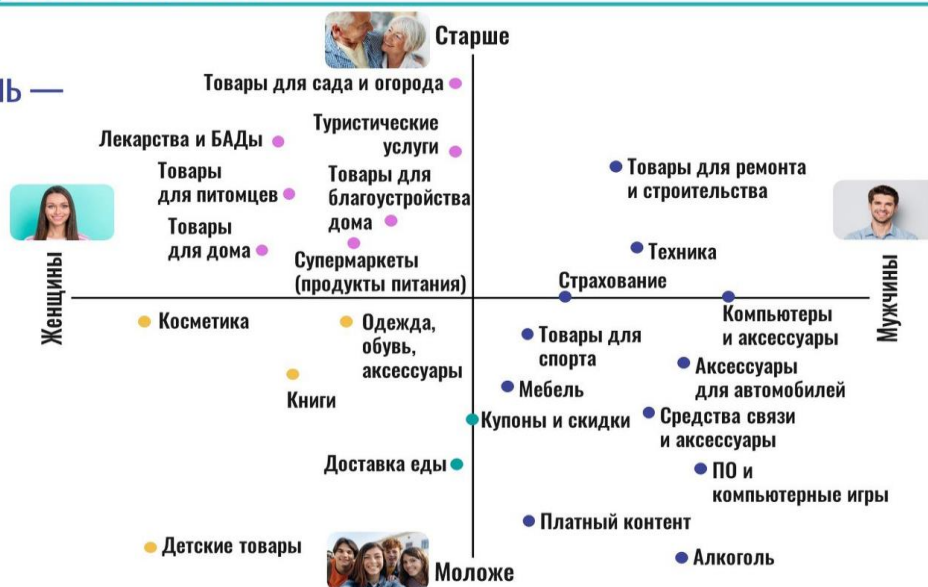 Старше
Товары для сада и огорода
ль —
Туристические
услуги
Лекарства и БАДы
Товары
для питомцев
Товары для
благоустройства
дома
Товары для ремонта
и строительства
Товары
для дома
Супермаркеты
(продукты питания)
Техника
Страхование
Женщины
Мужчины
Компьютеры
и аксессуары
Косметика
Одежда,
обувь,
аксессуары
Товары для
спорта
Аксессуары
для автомобилей
Книги
Мебель
Купоны и скидки
Средства связи
и аксессуары
Доставка еды
ПО и
компьютерные игры
Платный контент
Детские товары
Алкоголь
Моложе